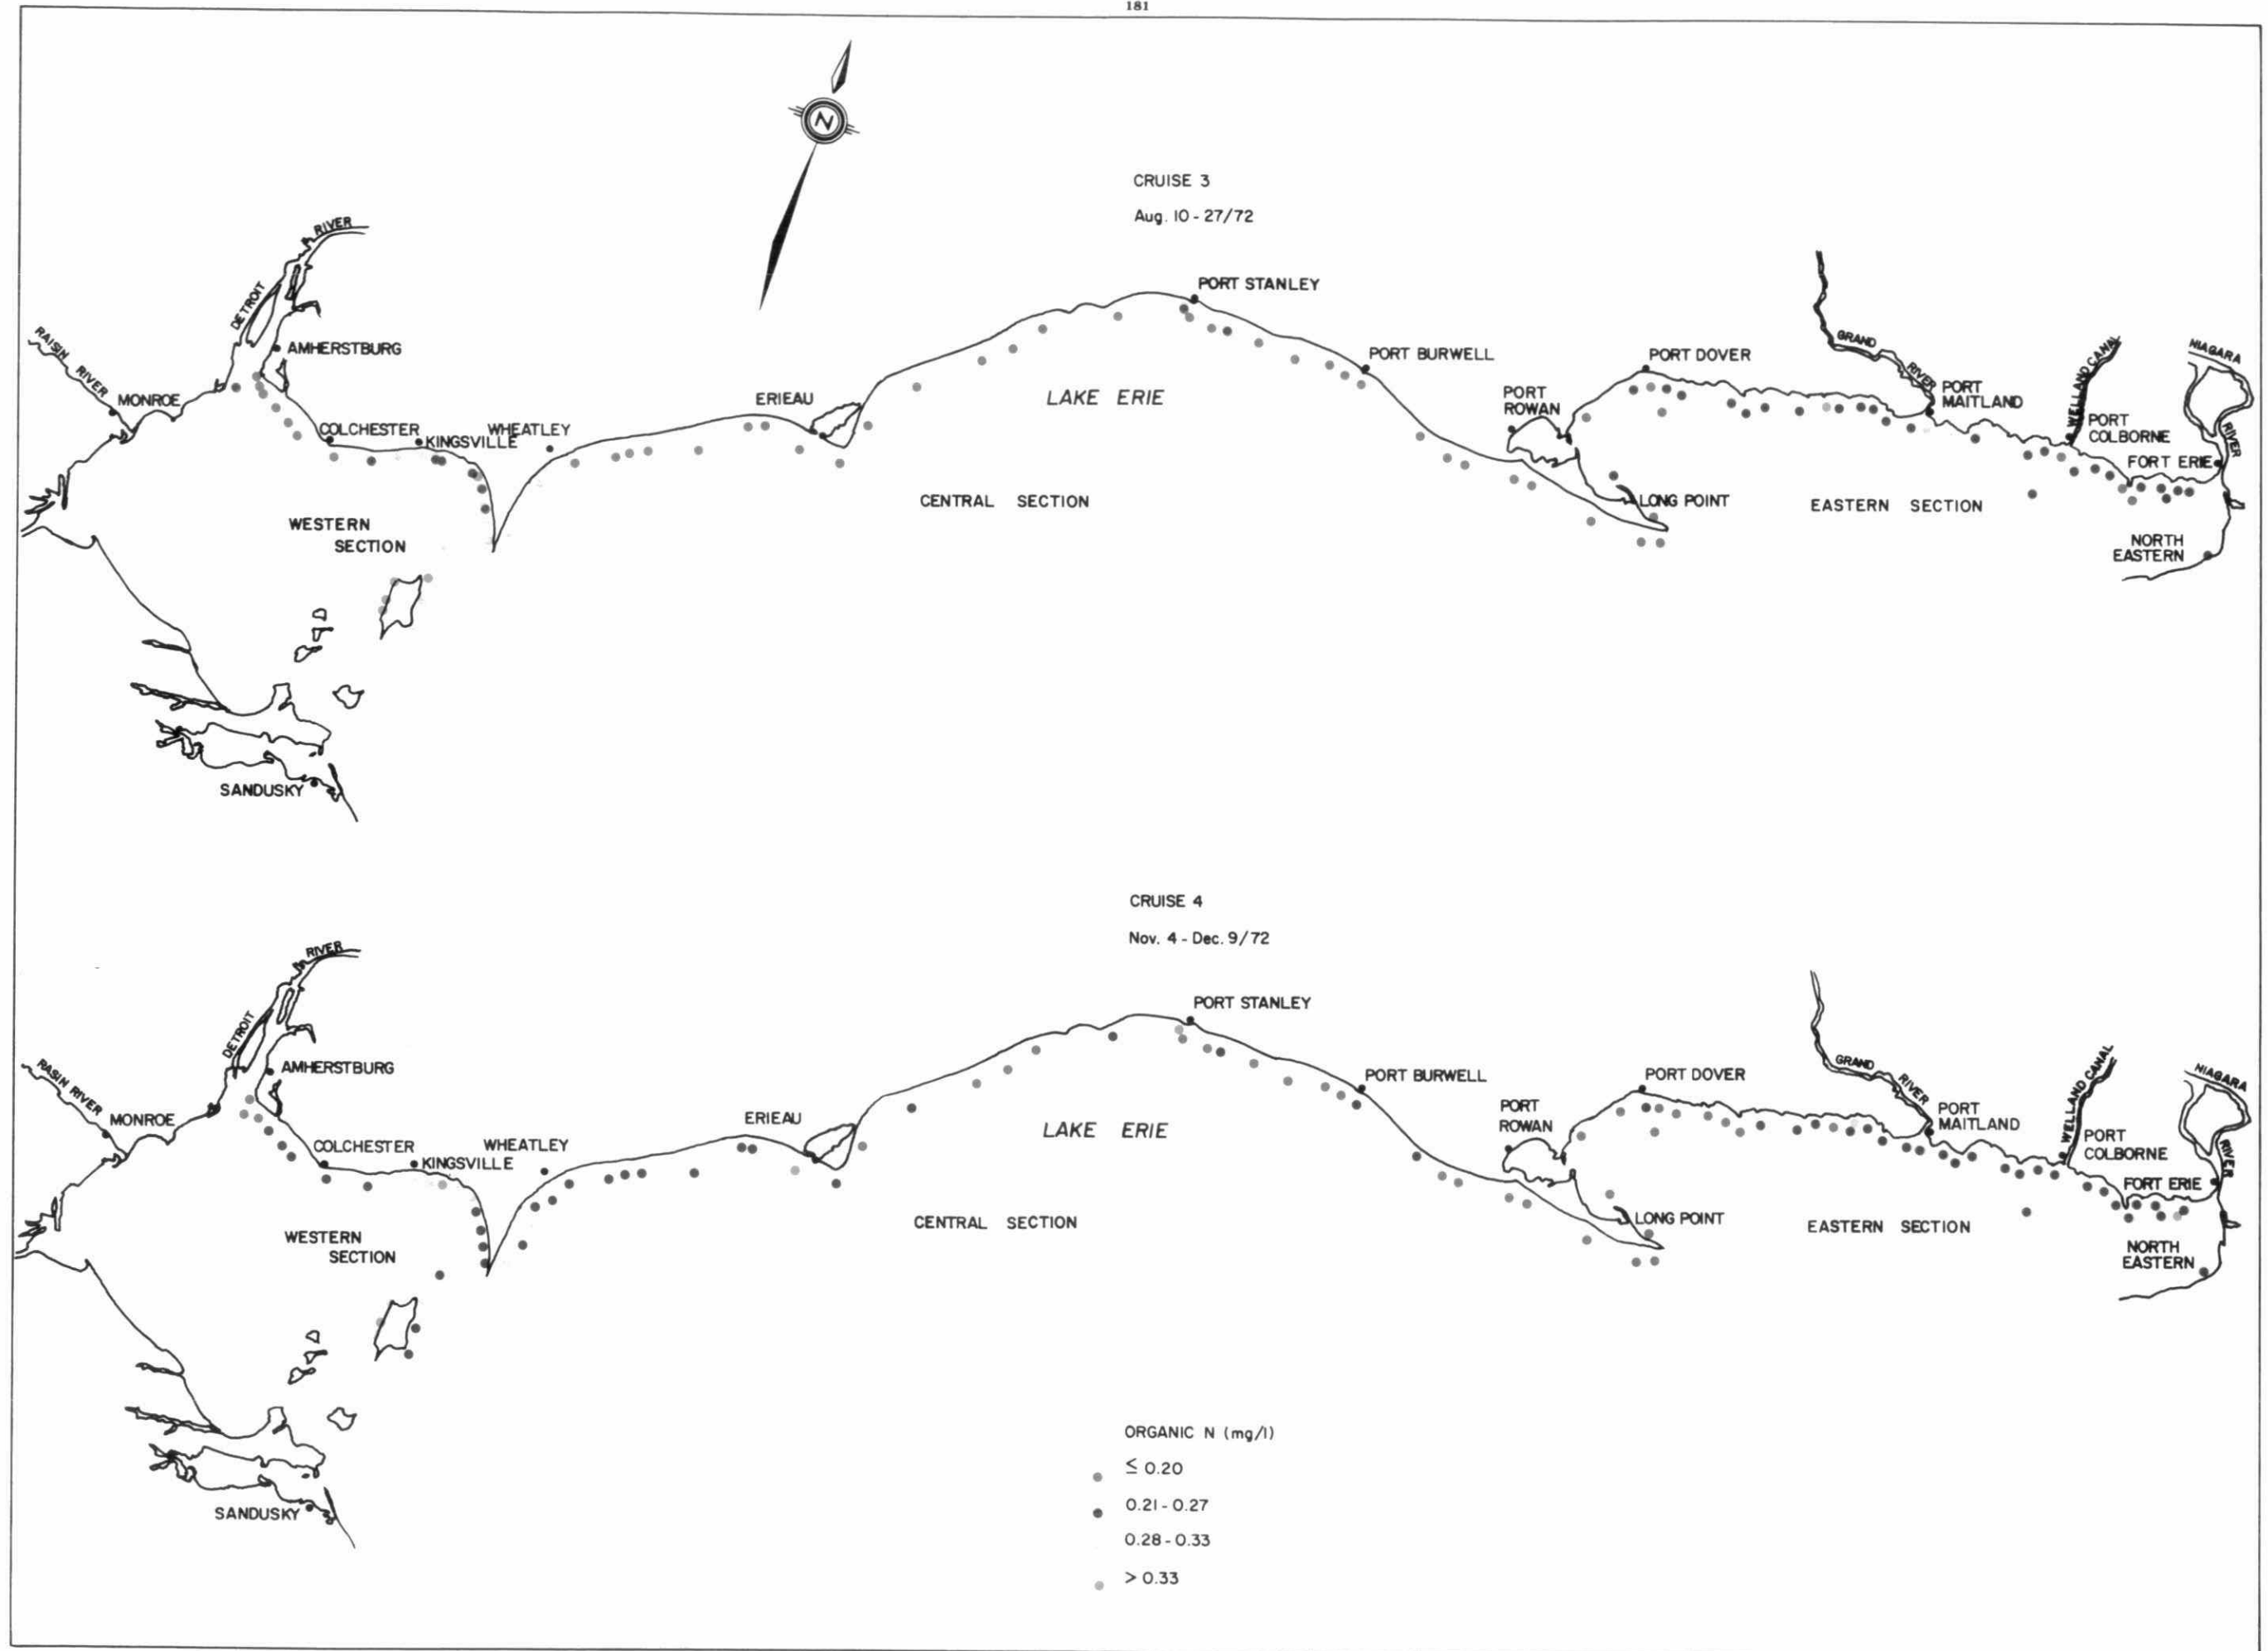 181
N
CRUISE 3
Aug. 10 - 27/72
RIVER
DETROIT
RAISIN
RIVER
AMHERSTBURG
MONROE
COLCHESTER
KINGSVILLE
WHEATLEY
ERIEAU
LAKE ERIE
PORT STANLEY
PORT BURWELL
PORT
ROWAN
PORT DOVER
LONG POINT
GRAND
RIVER
PORT
MAITLAND
WELLAND CANAL
PORT
COLBORNE
NIAGARA
RIVER
FORT ERIE
NORTH
EASTERN
WESTERN
SECTION
CENTRAL SECTION
EASTERN SECTION
SANDUSKY
CRUISE 4
Nov. 4 - Dec. 9/72
RIVER
DETROIT
RASIN RIVER
AMHERSTBURG
MONROE
COLCHESTER
KINGSVILLE
WHEATLEY
ERIEAU
LAKE ERIE
PORT STANLEY
PORT BURWELL
PORT
ROWAN
PORT DOVER
LONG POINT
GRAND
RIVER
PORT
MAITLAND
WELLAND CANAL
PORT
COLBORNE
NIAGARA
RIVER
FORT ERIE
NORTH
EASTERN
WESTERN
SECTION
CENTRAL SECTION
EASTERN SECTION
SANDUSKY
ORGANIC N (mg/l)
≤ 0.20
0.21 - 0.27
0.28 - 0.33
> 0.33